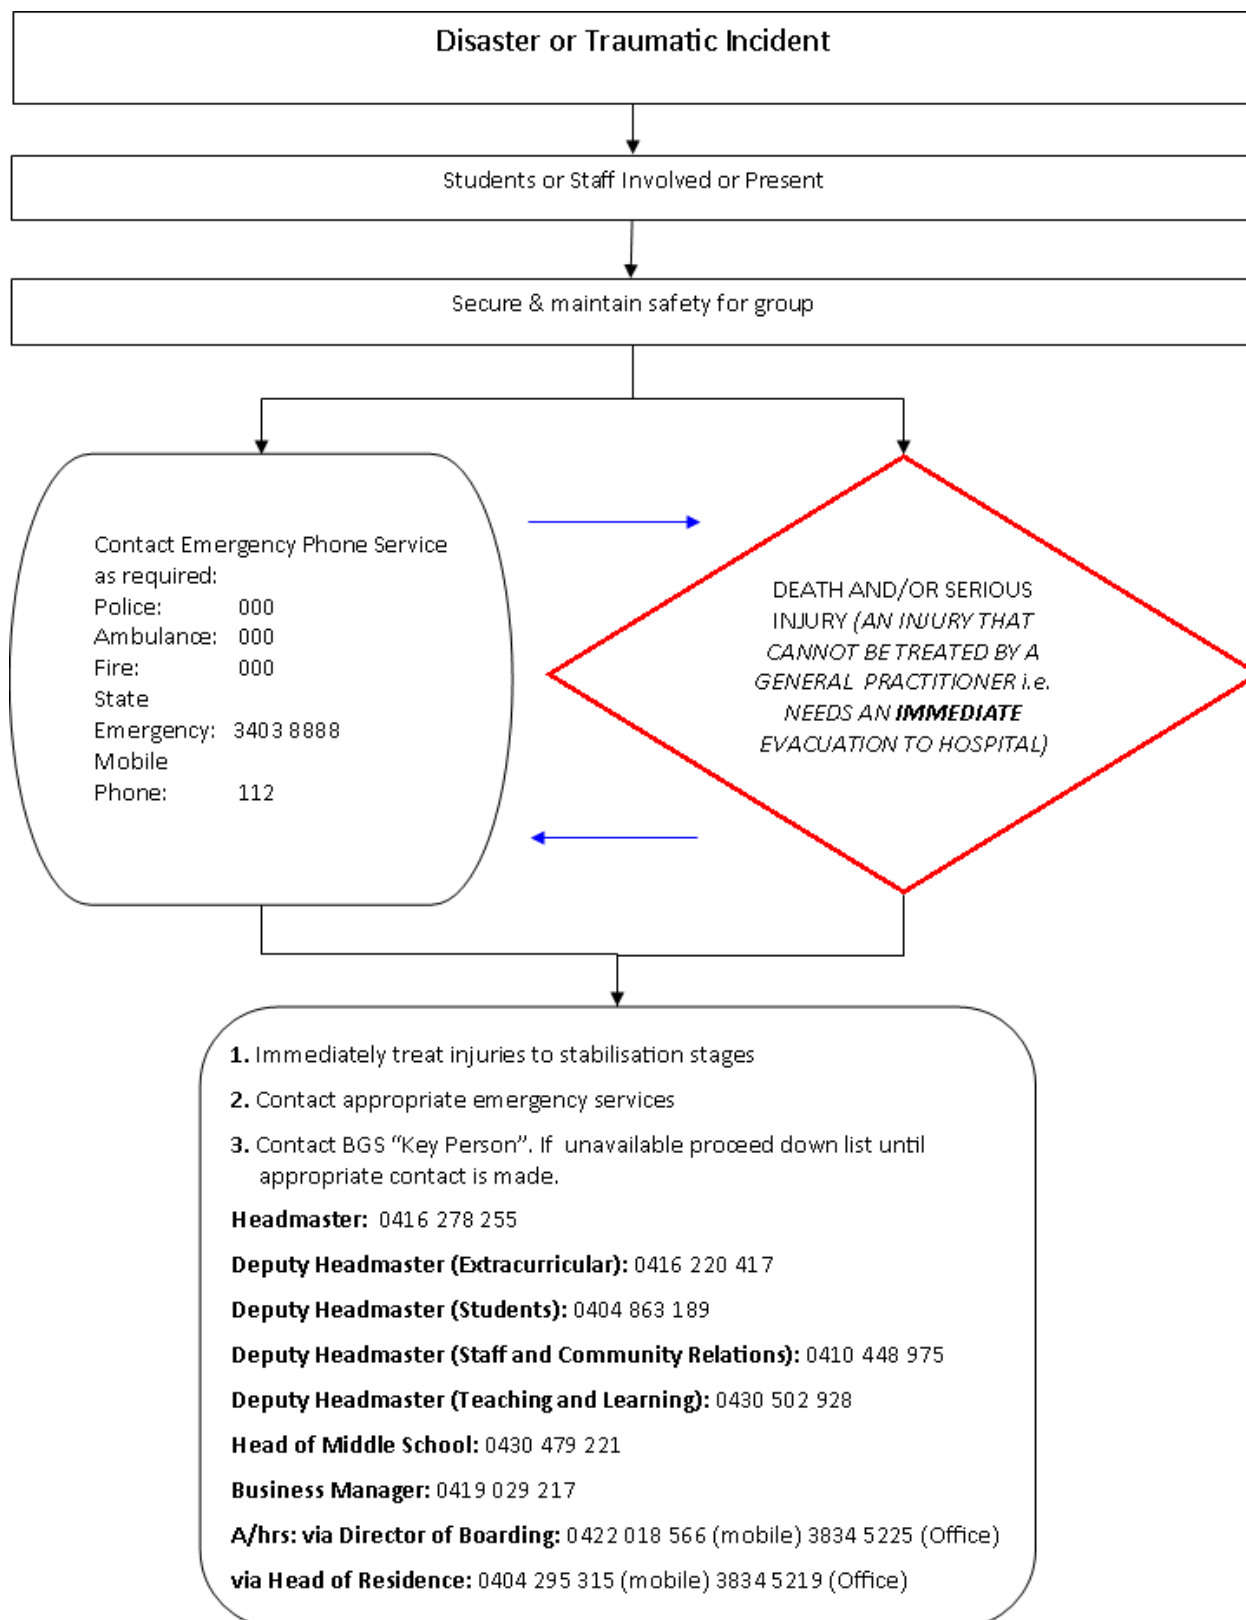 Disaster or Traumatic Incident
Students or Staff Involved or Present
Secure & maintain safety for group
Contact Emergency Phone Service
as required:
Police: 000
Ambulance: 000
Fire: 000
State
Emergency: 3403 8888
Mobile
Phone: 112
DEATH AND/OR SERIOUS
INJURY (AN INJURY THAT
CANNOT BE TREATED BY A
GENERAL PRACTITIONER i.e.
NEEDS AN IMMEDIATE
EVACUATION TO HOSPITAL)
1. Immediately treat injuries to stabilisation stages
2. Contact appropriate emergency services
3. Contact BGS “Key Person”. If unavailable proceed down list until
appropriate contact is made.
Headmaster: 0416 278 255
Deputy Headmaster (Extracurricular): 0416 220 417
Deputy Headmaster (Students): 0404 863 189
Deputy Headmaster (Staff and Community Relations): 0410 448 975
Deputy Headmaster (Teaching and Learning): 0430 502 928
Head of Middle School: 0430 479 221
Business Manager: 0419 029 217
A/hrs: via Director of Boarding: 0422 018 566 (mobile) 3834 5225 (Office)
via Head of Residence: 0404 295 315 (mobile) 3834 5219 (Office)